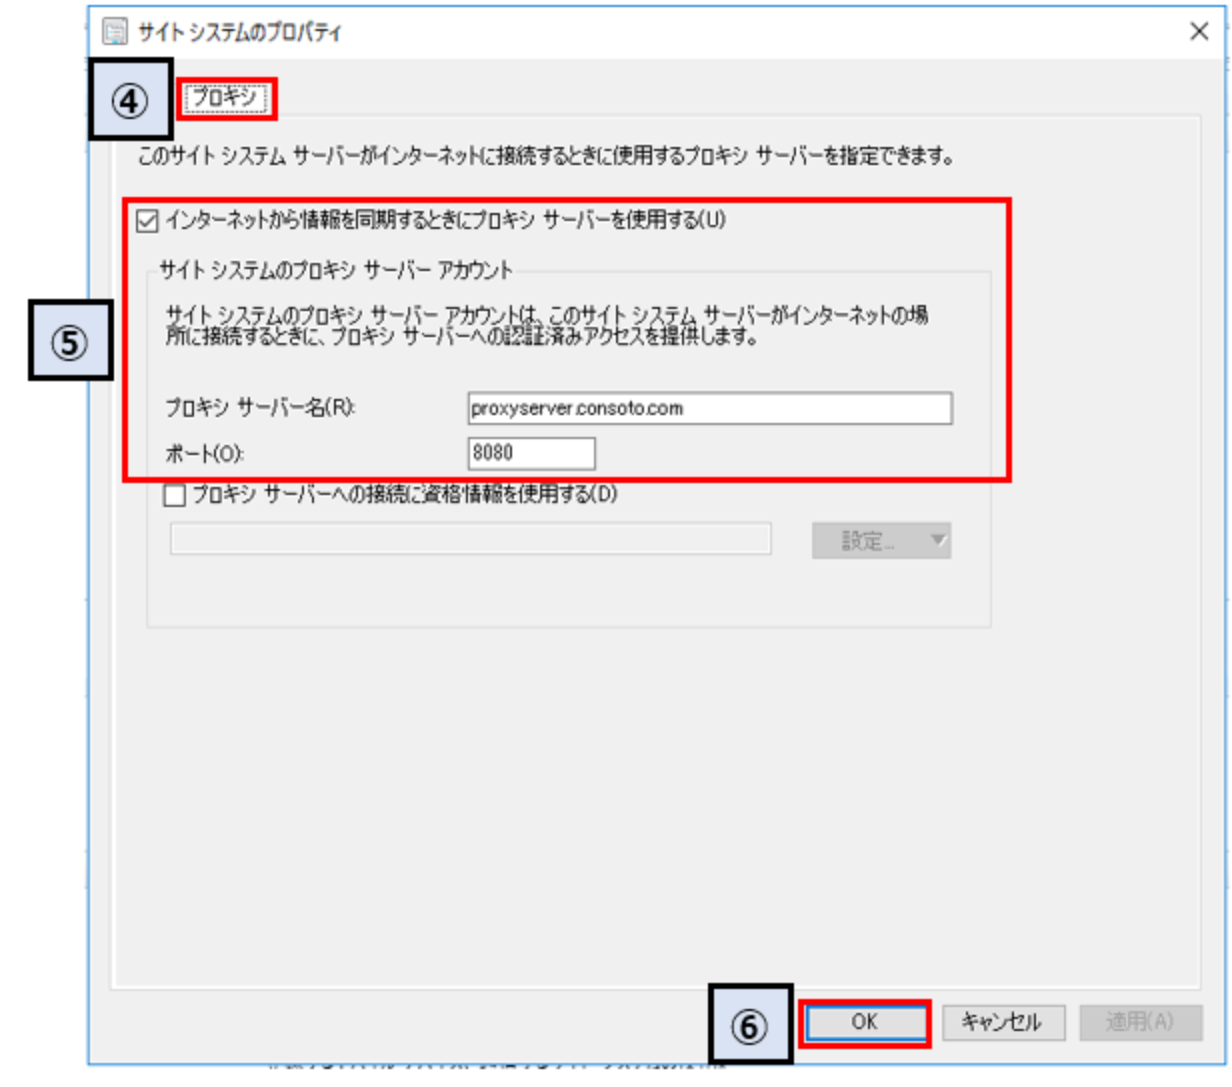 サイト システムのプロパティ
④
プロキシ
このサイト システム サーバーがインターネットに接続するときに使用するプロキシ サーバーを指定できます。
インターネットから情報を同期するときにプロキシ サーバーを使用する(U)
サイト システムのプロキシ サーバー アカウント
⑤
サイト システムのプロキシ サーバー アカウントは、このサイト システム サーバーがインターネットの場
所に接続するときに、プロキシ サーバーへの認証済みアクセスを提供します。
プロキシ サーバー名(R): proxyserver.consoto.com
ポート(O): 8080
プロキシ サーバーへの接続に資格情報を使用する(D)
設定...
⑥
OK キャンセル 適用(A)